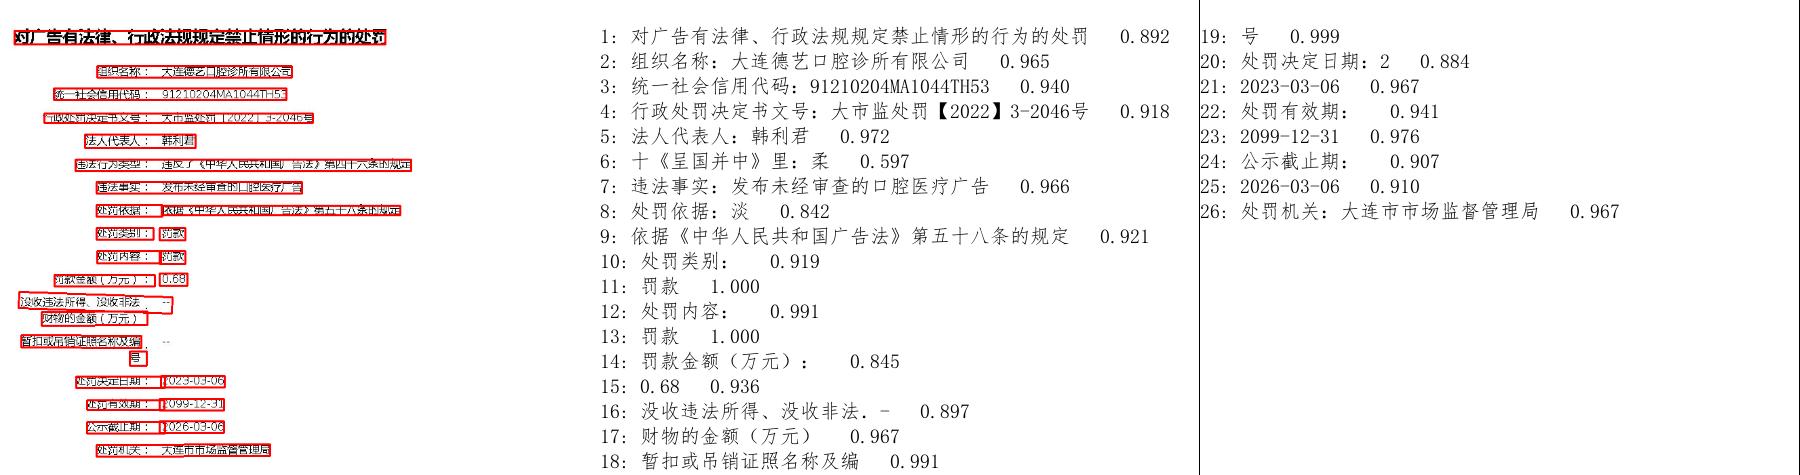 对广告有法律、行政法规规定禁止情形的行为的处罚
组织名称： 大连德艺口腔诊所有限公司
统一社会信用代码： 91210204MA1044TH53
行政处罚决定书文号： 大市监处罚【2022】3-2046号
法人代表人： 韩利君
违法行为类型： 违反了《中华人民共和国广告法》第四十六条的规定
违法事实： 发布未经审查的口腔医疗广告
处罚依据： 依据《中华人民共和国广告法》第五十八条的规定
处罚类别： 罚款
处罚内容： 罚款
罚款金额（万元）： 0.68
没收违法所得、没收非法 --
财物的金额（万元）
暂扣或吊销证照名称及编 --
号
处罚决定日期： 2023-03-06
处罚有效期： 2099-12-31
公示截止期： 2026-03-06
处罚机关： 大连市市场监督管理局
1: 对广告有法律、行政法规规定禁止情形的行为的处罚 0.892
2: 组织名称：大连德艺口腔诊所有限公司 0.965
3: 统一社会信用代码：91210204MA1044TH53 0.940
4: 行政处罚决定书文号：大市监处罚【2022】3-2046号 0.918
5: 法人代表人：韩利君 0.972
6: 十《呈国并中》里：柔 0.597
7: 违法事实：发布未经审查的口腔医疗广告 0.966
8: 处罚依据：淡 0.842
9: 依据《中华人民共和国广告法》第五十八条的规定 0.921
10: 处罚类别： 0.919
11: 罚款 1.000
12: 处罚内容： 0.991
13: 罚款 1.000
14: 罚款金额（万元）： 0.845
15: 0.68 0.936
16: 没收违法所得、没收非法．- 0.897
17: 财物的金额（万元） 0.967
18: 暂扣或吊销证照名称及编 0.991
19: 号 0.999
20: 处罚决定日期：2 0.884
21: 2023-03-06 0.967
22: 处罚有效期： 0.941
23: 2099-12-31 0.976
24: 公示截止期： 0.907
25: 2026-03-06 0.910
26: 处罚机关：大连市市场监督管理局 0.967